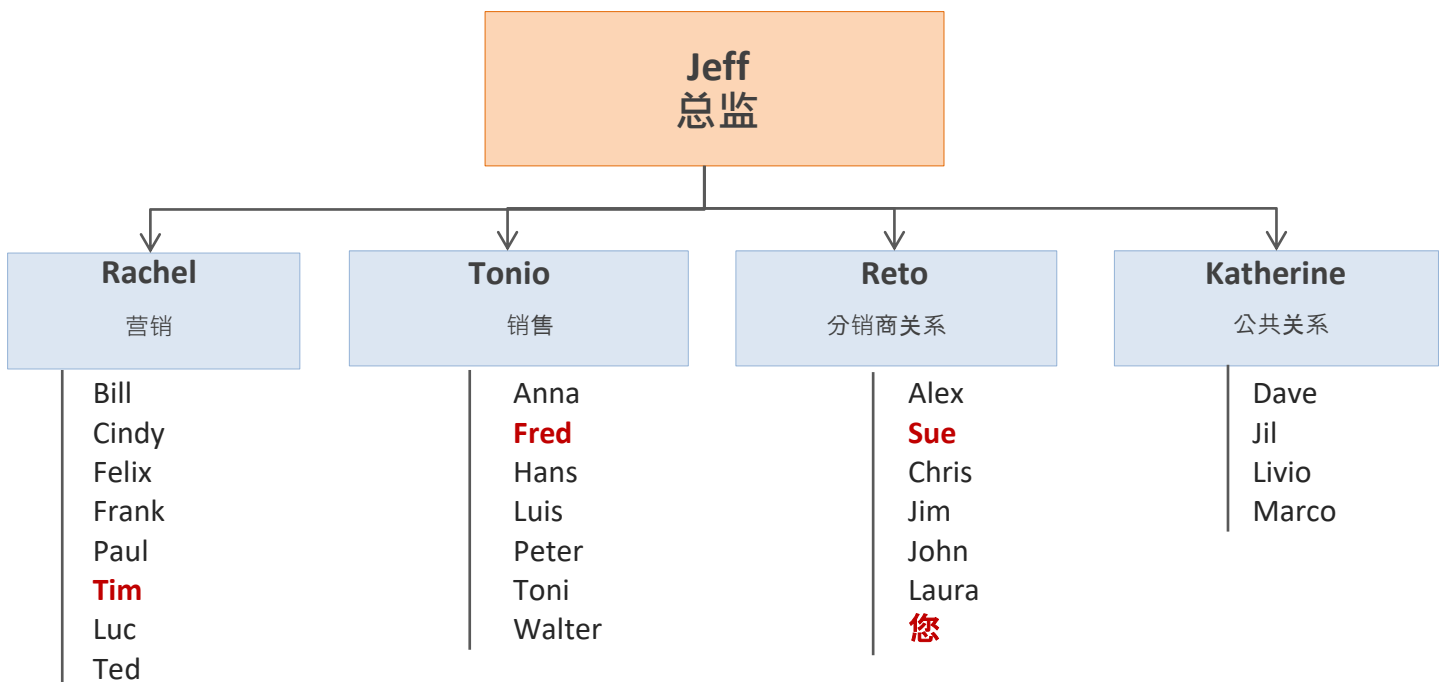 Jeff
总监
Rachel
营销
Bill
Cindy
Felix
Frank
Paul
Tim
Luc
Ted
Tonio
销售
Anna
Fred
Hans
Luis
Peter
Toni
Walter
Reto
分销商关系
Alex
Sue
Chris
Jim
John
Laura
您
Katherine
公共关系
Dave
Jil
Livio
Marco